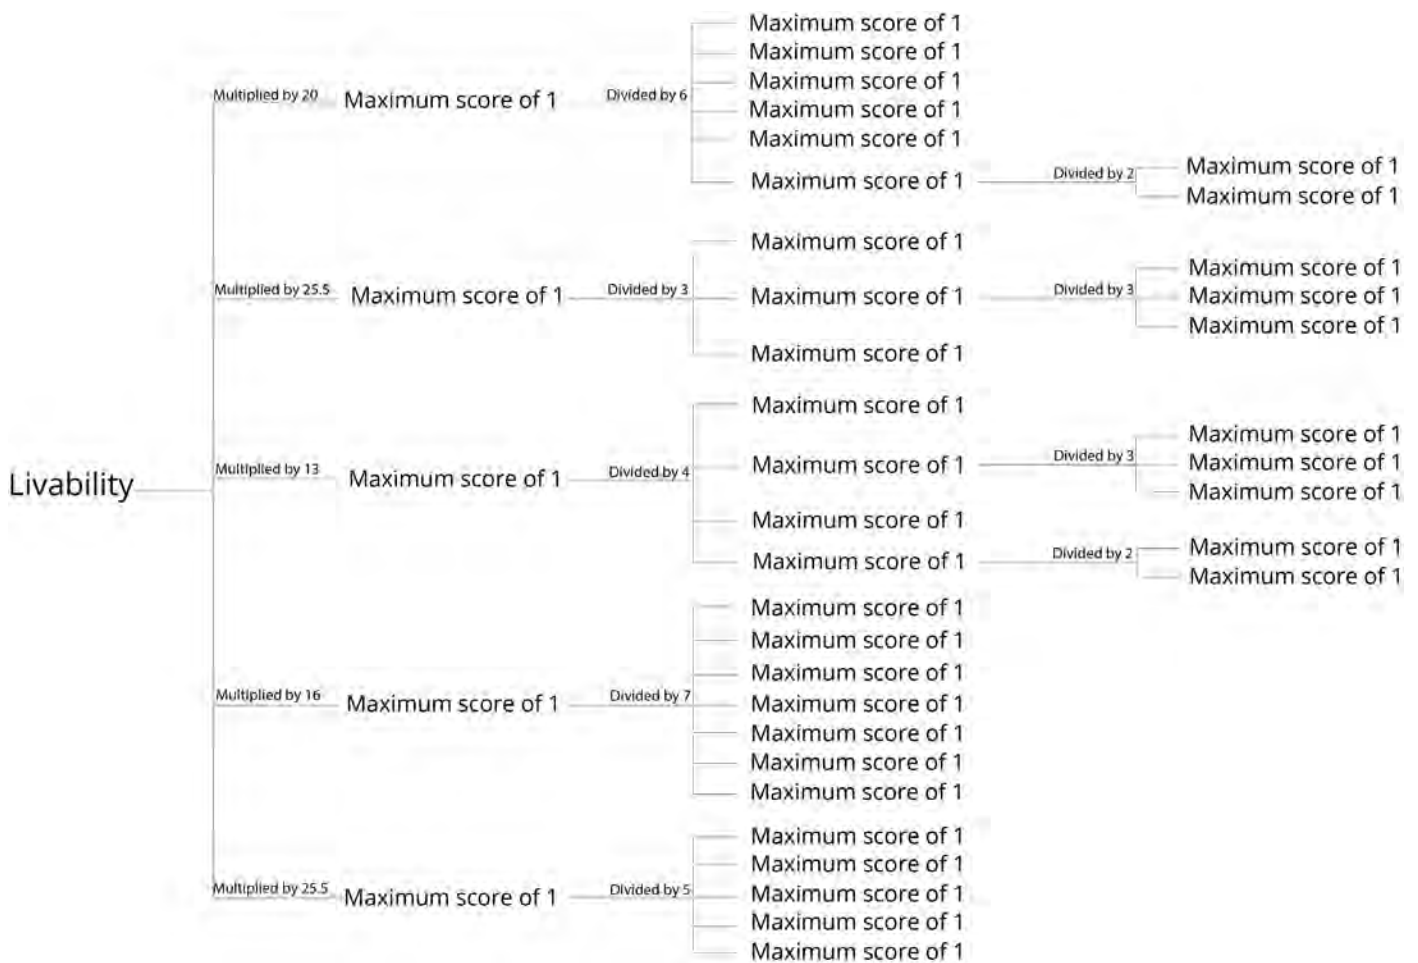 Livability
Multiplied by 20
Maximum score of 1
Divided by 6
Maximum score of 1
Maximum score of 1
Maximum score of 1
Maximum score of 1
Maximum score of 1
Maximum score of 1
Divided by 2
Maximum score of 1
Maximum score of 1
Multiplied by 25.5
Maximum score of 1
Divided by 3
Maximum score of 1
Maximum score of 1
Divided by 3
Maximum score of 1
Maximum score of 1
Maximum score of 1
Maximum score of 1
Multiplied by 13
Maximum score of 1
Divided by 4
Maximum score of 1
Maximum score of 1
Divided by 3
Maximum score of 1
Maximum score of 1
Maximum score of 1
Maximum score of 1
Maximum score of 1
Divided by 2
Maximum score of 1
Maximum score of 1
Multiplied by 16
Maximum score of 1
Divided by 7
Maximum score of 1
Maximum score of 1
Maximum score of 1
Maximum score of 1
Maximum score of 1
Maximum score of 1
Maximum score of 1
Multiplied by 25.5
Maximum score of 1
Divided by 5
Maximum score of 1
Maximum score of 1
Maximum score of 1
Maximum score of 1
Maximum score of 1